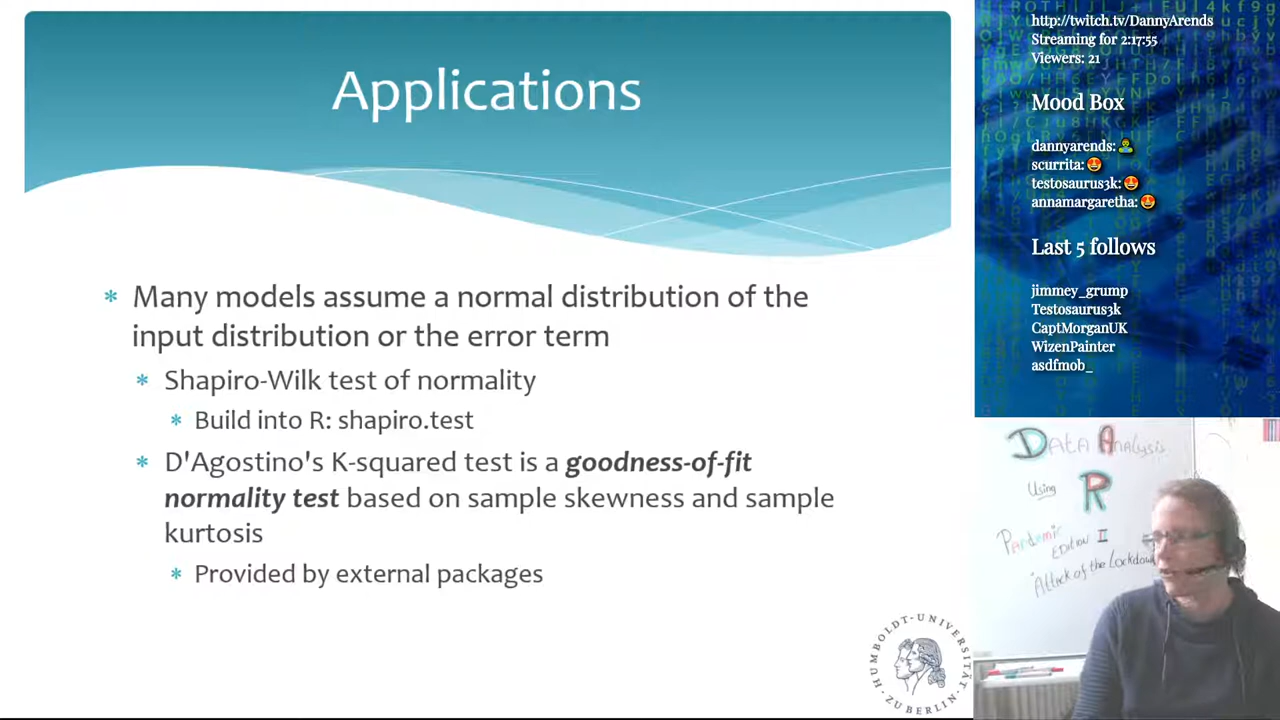 Applications
* Many models assume a normal distribution of the
input distribution or the error term
* Shapiro-Wilk test of normality
* Build into R: shapiro.test
* D'Agostino's K-squared test is a goodness-of-fit
normality test based on sample skewness and sample
kurtosis
* Provided by external packages
HUMBOLDT-UNIVERSITÄT
ZU BERLIN
http://twitch.tv/DannyArends
Streaming for 2:17:55
Viewers: 21
Mood Box
dannyarends:
scurrita:
testosaurus3k:
annamargaretha:
Last 5 follows
jimmey_grump
Testosaurus3k
CaptMorganUK
WizenPainter
asdfmob_
Data Analysis
Using R
Pandemic
Edition II
"Attack of the Lockdown